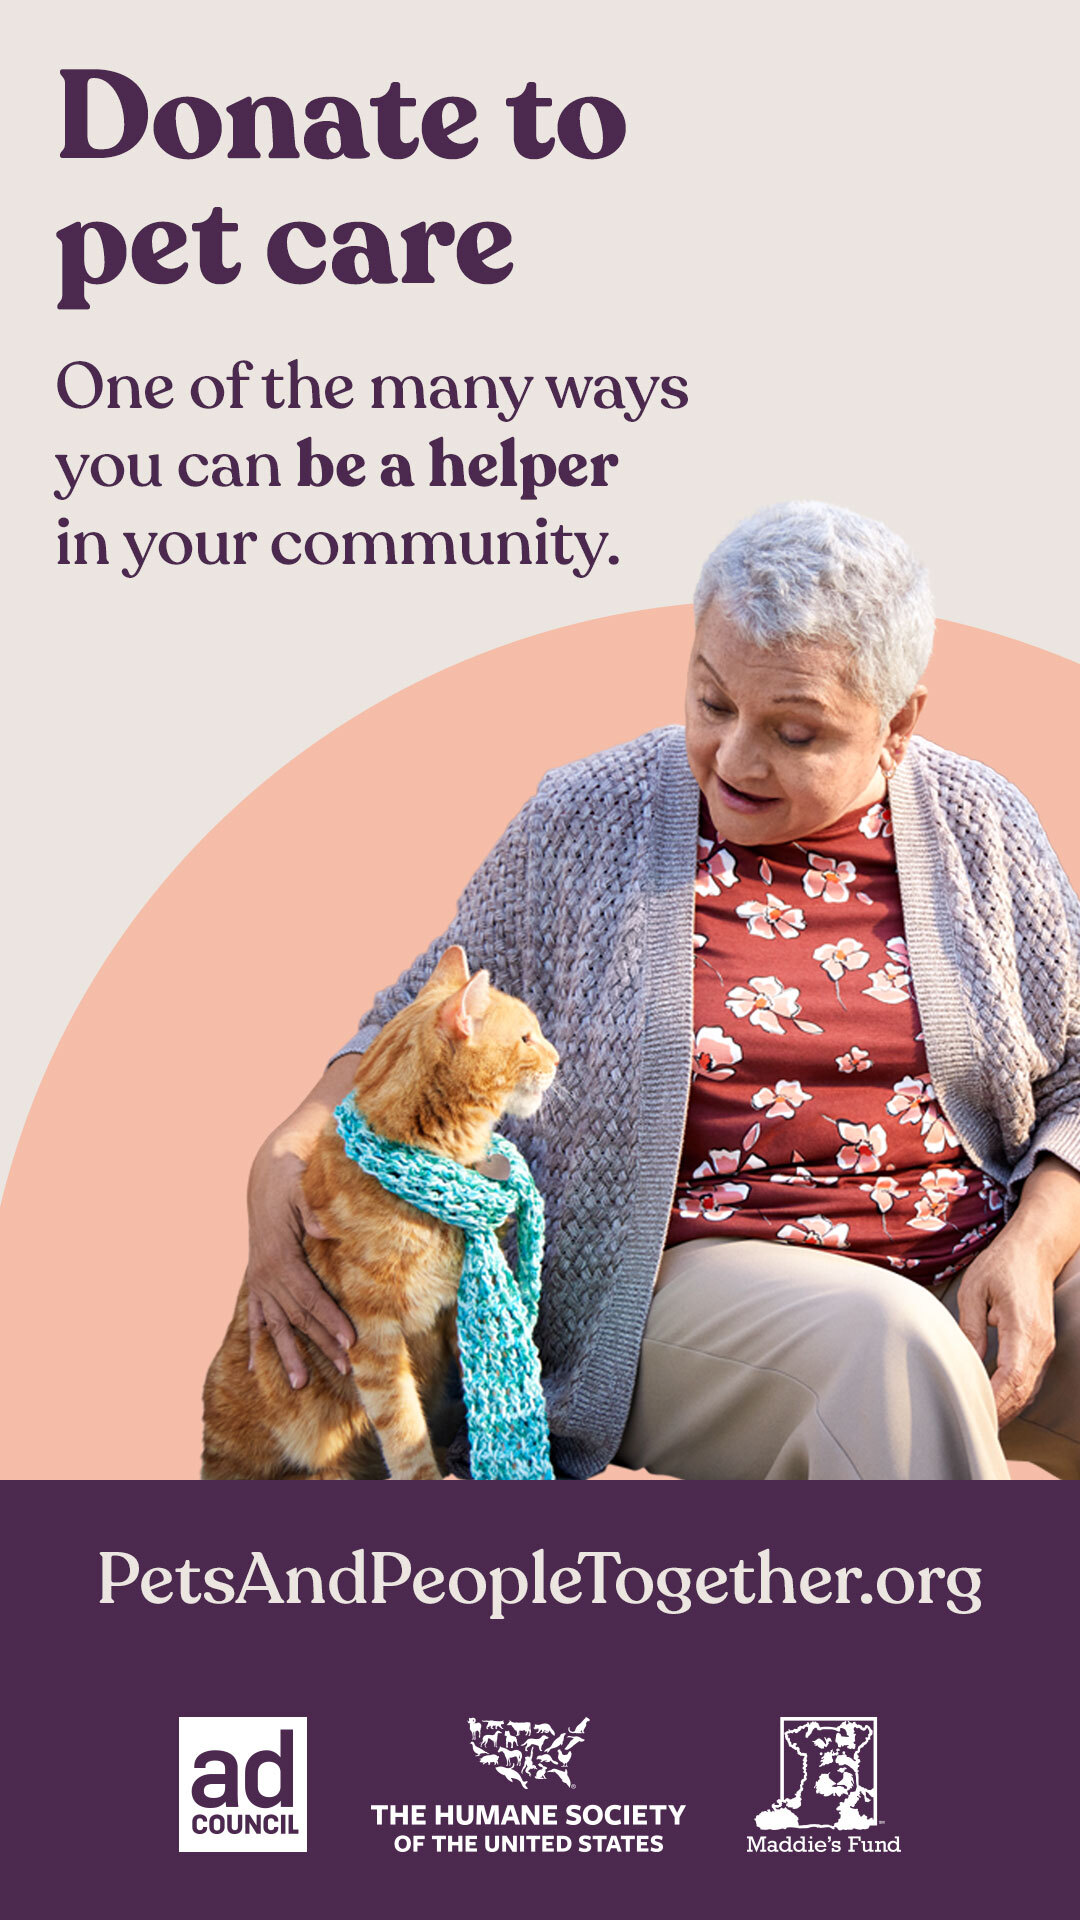 Donate to
pet care
One of the many ways
you can be a helper
in your community.
PetsAndPeopleTogether.org
ad
COUNCIL
THE HUMANE SOCIETY
OF THE UNITED STATES
Maddie's Fund